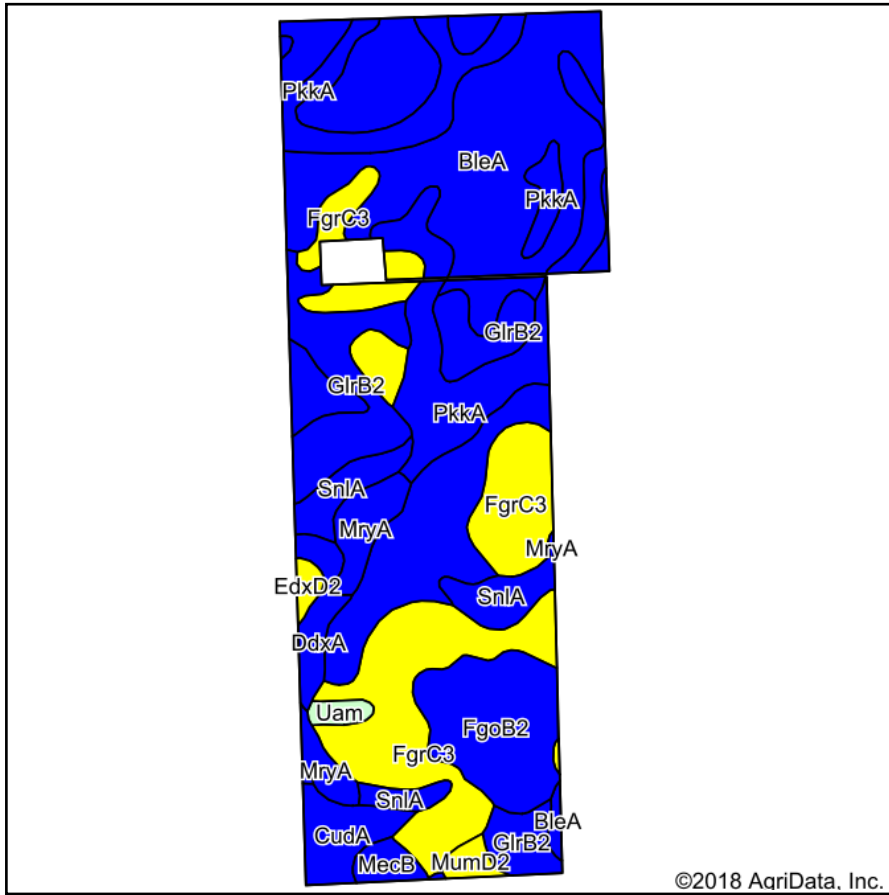 PkkA
BleA
PkkA
FgrC3
GlrB2
GlrB2
PkkA
SnlA
FgrC3
MryA
MryA
EdxD2
SnlA
DdxA
Uam
FgoB2
FgrC3
MryA
SnlA
BleA
CudA
GlrB2
MecB
MumD2
©2018 AgriData, Inc.